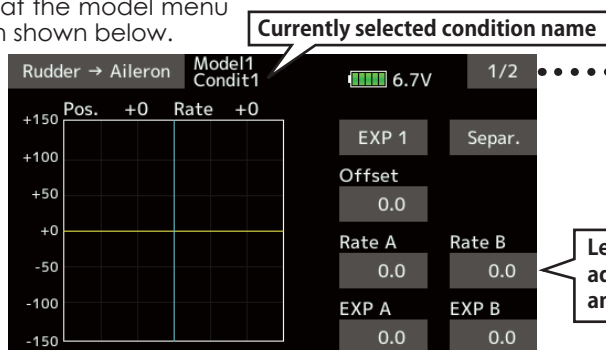 at the model menu
n shown below.
Currently selected condition name
Rudder → Aileron
Model1
Condit1
6.7V
1/2
Pos. +0 Rate +0
+150
+100
+50
+0
-50
-100
-150
EXP 1
Separ.
Offset
0.0
Rate A
Rate B
0.0
0.0
EXP A
EXP B
0.0
0.0
Le
ad
an